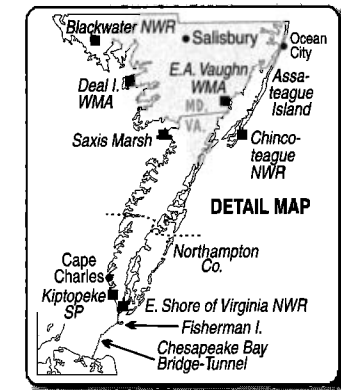 Blackwater NWR
Salisbury
Ocean
City
Deal I.
WMA
E.A. Vaughn
WMA
Assa-
teague
Island
MD.
VA.
Saxis Marsh
Chinco-
teague
NWR
DETAIL MAP
Northampton
Co.
Cape
Charles
Kiptopeke
SP
E. Shore of Virginia NWR
Fisherman I.
Chesapeake Bay
Bridge-Tunnel